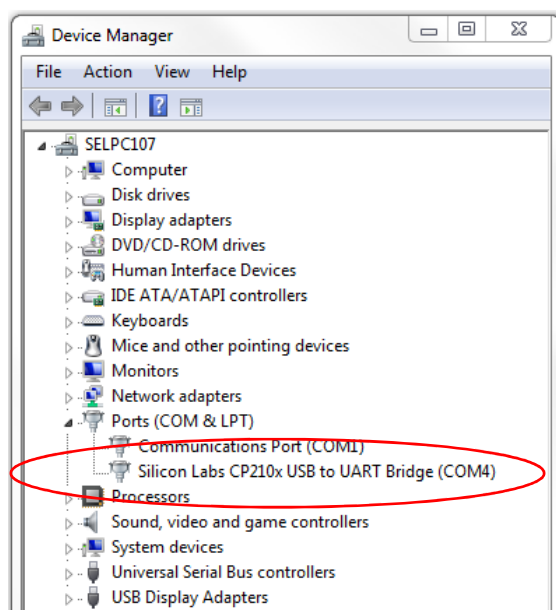 Device Manager
File Action View Help
SELPC107
Computer
Disk drives
Display adapters
DVD/CD-ROM drives
Human Interface Devices
IDE ATA/ATAPI controllers
Keyboards
Mice and other pointing devices
Monitors
Network adapters
Ports (COM & LPT)
Communications Port (COM1)
Silicon Labs CP210x USB to UART Bridge (COM4)
Processors
Sound, video and game controllers
System devices
Universal Serial Bus controllers
USB Display Adapters